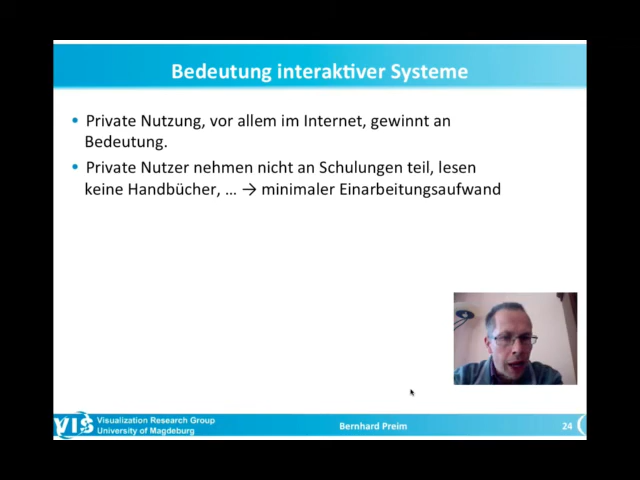 Bedeutung interaktiver Systeme
• Private Nutzung, vor allem im Internet, gewinnt an
Bedeutung.
• Private Nutzer nehmen nicht an Schulungen teil, lesen
keine Handbücher, … → minimaler Einarbeitungsaufwand
VIS
Visualization Research Group
University of Magdeburg
Bernhard Preim
24